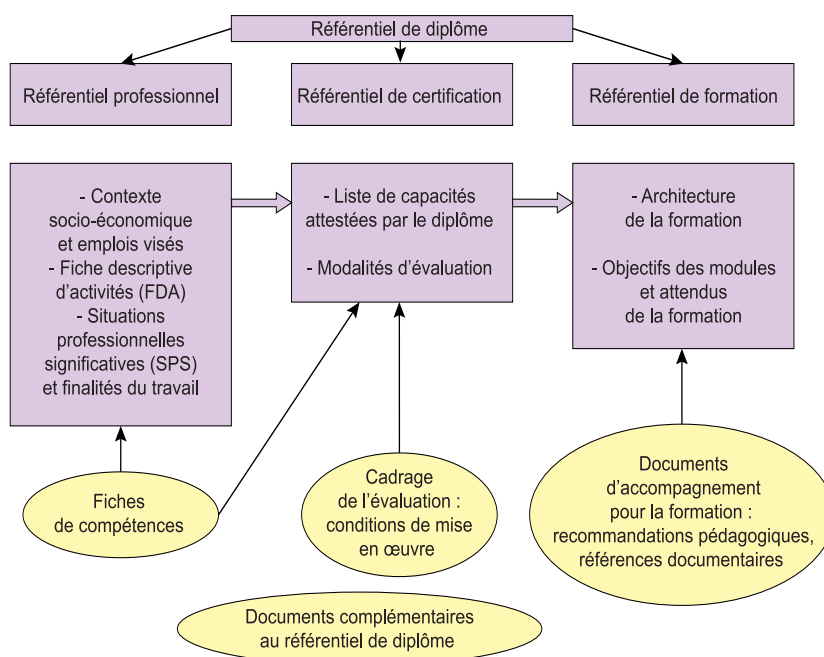 Référentiel de diplôme
Référentiel professionnel
Référentiel de certification
Référentiel de formation
- Contexte
socio-économique
et emplois visés
- Fiche descriptive
d'activités (FDA)
- Situations
professionnelles
significatives (SPS)
et finalités du travail
- Liste de capacités
attestées par le diplôme
- Modalités d'évaluation
- Architecture
de la formation
- Objectifs des modules
et attendus
de la formation
Fiches
de compétences
Cadrage
de l'évaluation :
conditions de mise
en œuvre
Documents
d'accompagnement
pour la formation :
recommandations pédagogiques,
références documentaires
Documents complémentaires
au référentiel de diplôme